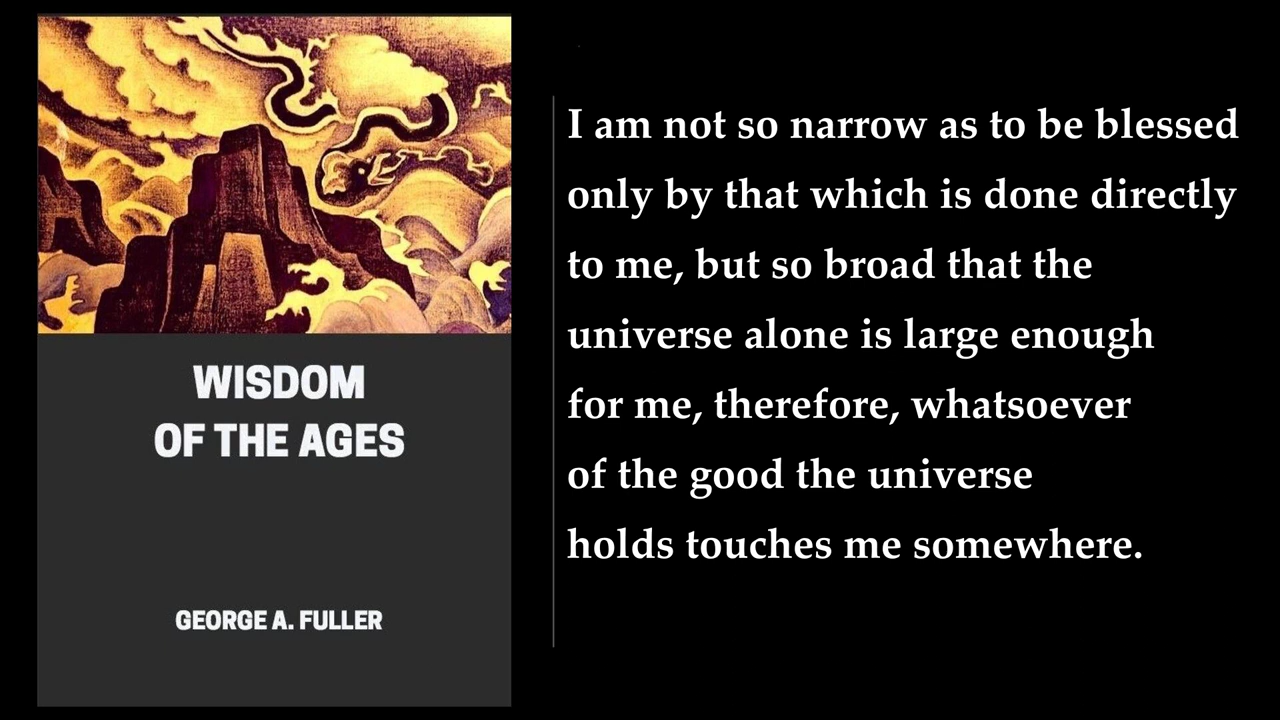 WISDOM
OF THE AGES
GEORGE A. FULLER
I am not so narrow as to be blessed
only by that which is done directly
to me, but so broad that the
universe alone is large enough
for me, therefore, whatsoever
of the good the universe
holds touches me somewhere.